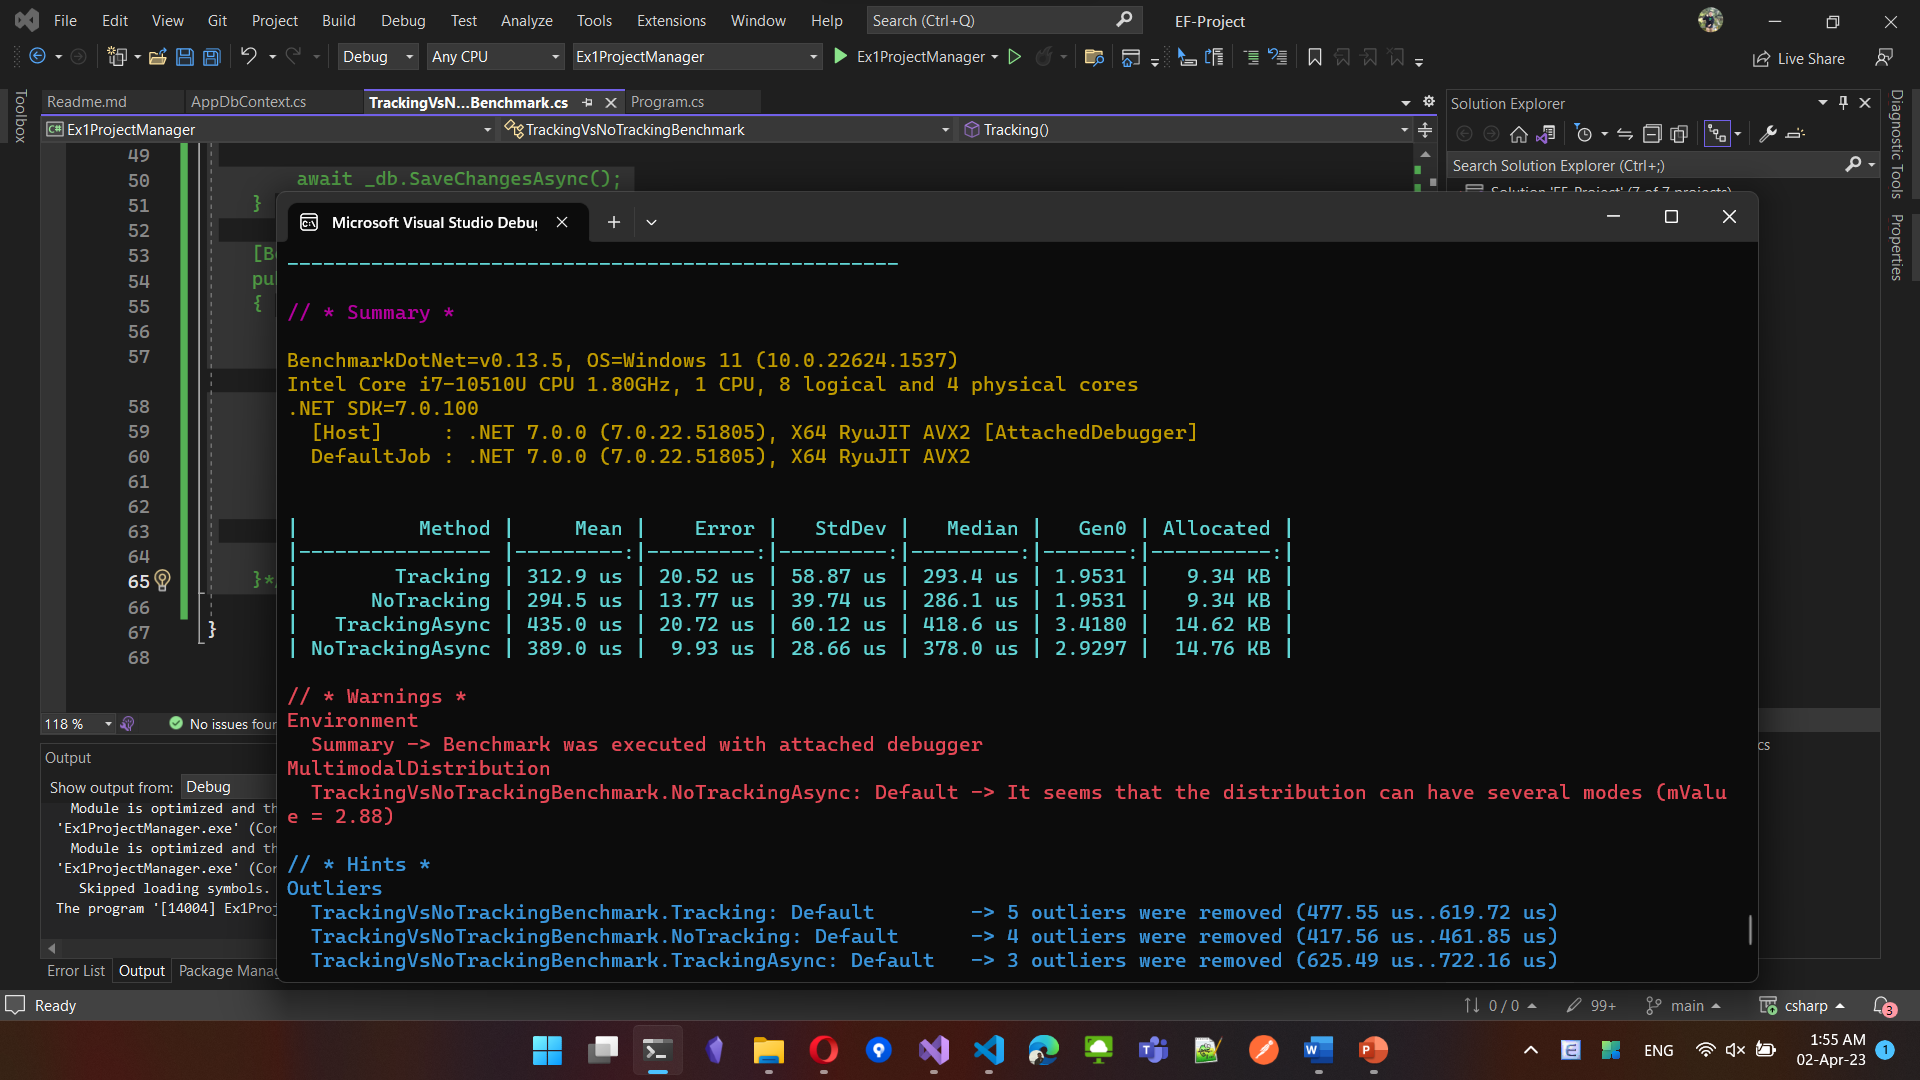 File Edit View Git Project Build Debug Test Analyze Tools Extensions Window Help Search (Ctrl+Q) EF-Project
Debug Any CPU Ex1ProjectManager Ex1ProjectManager Live Share
Toolbox
Readme.md AppDbContext.cs TrackingVsN...Benchmark.cs Program.cs
Ex1ProjectManager TrackingVsNoTrackingBenchmark Tracking()
49
50 await _db.SaveChangesAsync();
51 }
52
53 [B
54 pu
55 {
56
57
58
59
60
61
62
63
64
65 }*
66
67 }
68
118 % No issues foun
Solution Explorer
Search Solution Explorer (Ctrl+;)
Solution 'EF-Project' (7 of 7 projects)
cs
Diagnostic Tools
Properties
Microsoft Visual Studio Debu
--------------------------------------------------
// * Summary *
BenchmarkDotNet=v0.13.5, OS=Windows 11 (10.0.22624.1537)
Intel Core i7-10510U CPU 1.80GHz, 1 CPU, 8 logical and 4 physical cores
.NET SDK=7.0.100
[Host]     : .NET 7.0.0 (7.0.22.51805), X64 RyuJIT AVX2 [AttachedDebugger]
DefaultJob : .NET 7.0.0 (7.0.22.51805), X64 RyuJIT AVX2
|          Method |     Mean |    Error |   StdDev |   Median |   Gen0 | Allocated |
|---------------- |---------:|---------:|---------:|---------:|-------:|----------:|
|        Tracking | 312.9 us | 20.52 us | 58.87 us | 293.4 us | 1.9531 |   9.34 KB |
|      NoTracking | 294.5 us | 13.77 us | 39.74 us | 286.1 us | 1.9531 |   9.34 KB |
|   TrackingAsync | 435.0 us | 20.72 us | 60.12 us | 418.6 us | 3.4180 |  14.62 KB |
| NoTrackingAsync | 389.0 us |  9.93 us | 28.66 us | 378.0 us | 2.9297 |  14.76 KB |
// * Warnings *
Environment
Summary -> Benchmark was executed with attached debugger
MultimodalDistribution
TrackingVsNoTrackingBenchmark.NoTrackingAsync: Default -> It seems that the distribution can have several modes (mValu
e = 2.88)
// * Hints *
Outliers
TrackingVsNoTrackingBenchmark.Tracking: Default        -> 5 outliers were removed (477.55 us..619.72 us)
TrackingVsNoTrackingBenchmark.NoTracking: Default      -> 4 outliers were removed (417.56 us..461.85 us)
TrackingVsNoTrackingBenchmark.TrackingAsync: Default   -> 3 outliers were removed (625.49 us..722.16 us)
Output
Show output from: Debug
Module is optimized and th
'Ex1ProjectManager.exe' (Cor
Module is optimized and th
'Ex1ProjectManager.exe' (Cor
Skipped loading symbols.
The program '[14004] Ex1Proj
Error List Output Package Mana
Ready 0 / 0 99+ main csharp 3
ENG 1:55 AM
02-Apr-23 1